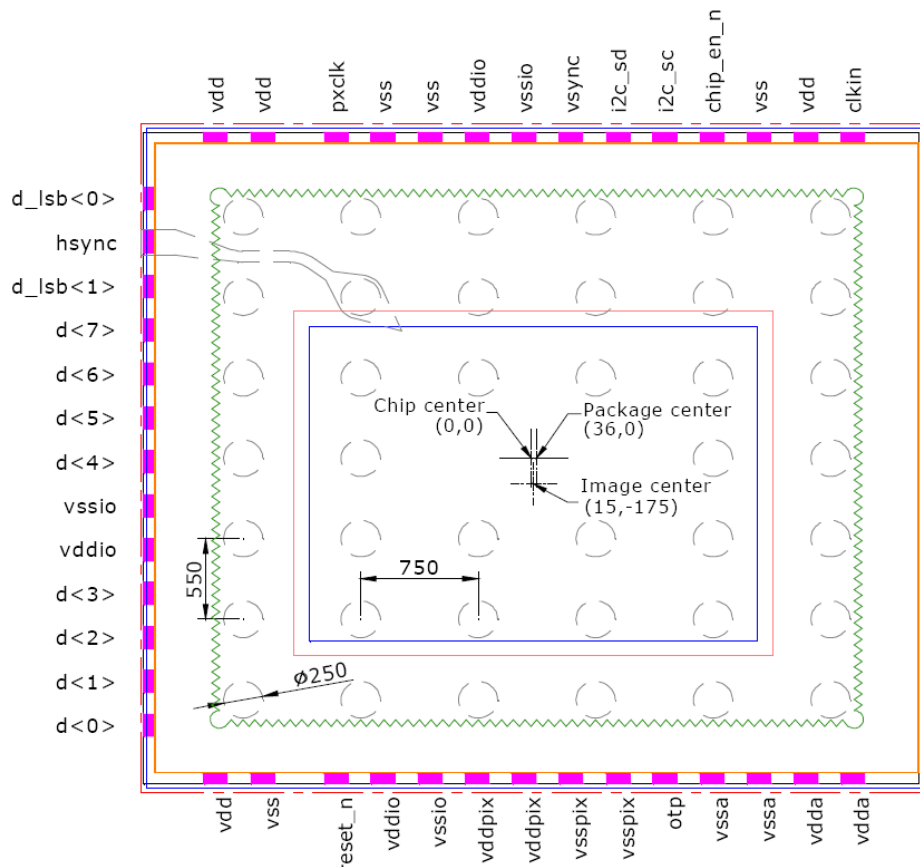 vdd
vdd
pxclk
vss
vss
vddio
vssio
vsync
i2c_sd
i2c_sc
chip_en_n
vss
vdd
clkin
d_lsb<0>
hsync
d_lsb<1>
d<7>
d<6>
d<5>
d<4>
vssio
vddio
d<3>
d<2>
d<1>
d<0>
Chip center
(0,0)
Package center
(36,0)
Image center
(15,-175)
550
750
ø250
vdd
vss
reset_n
vddio
vssio
vddpix
vddpix
vsspix
vsspix
otp
vssa
vssa
vdda
vdda